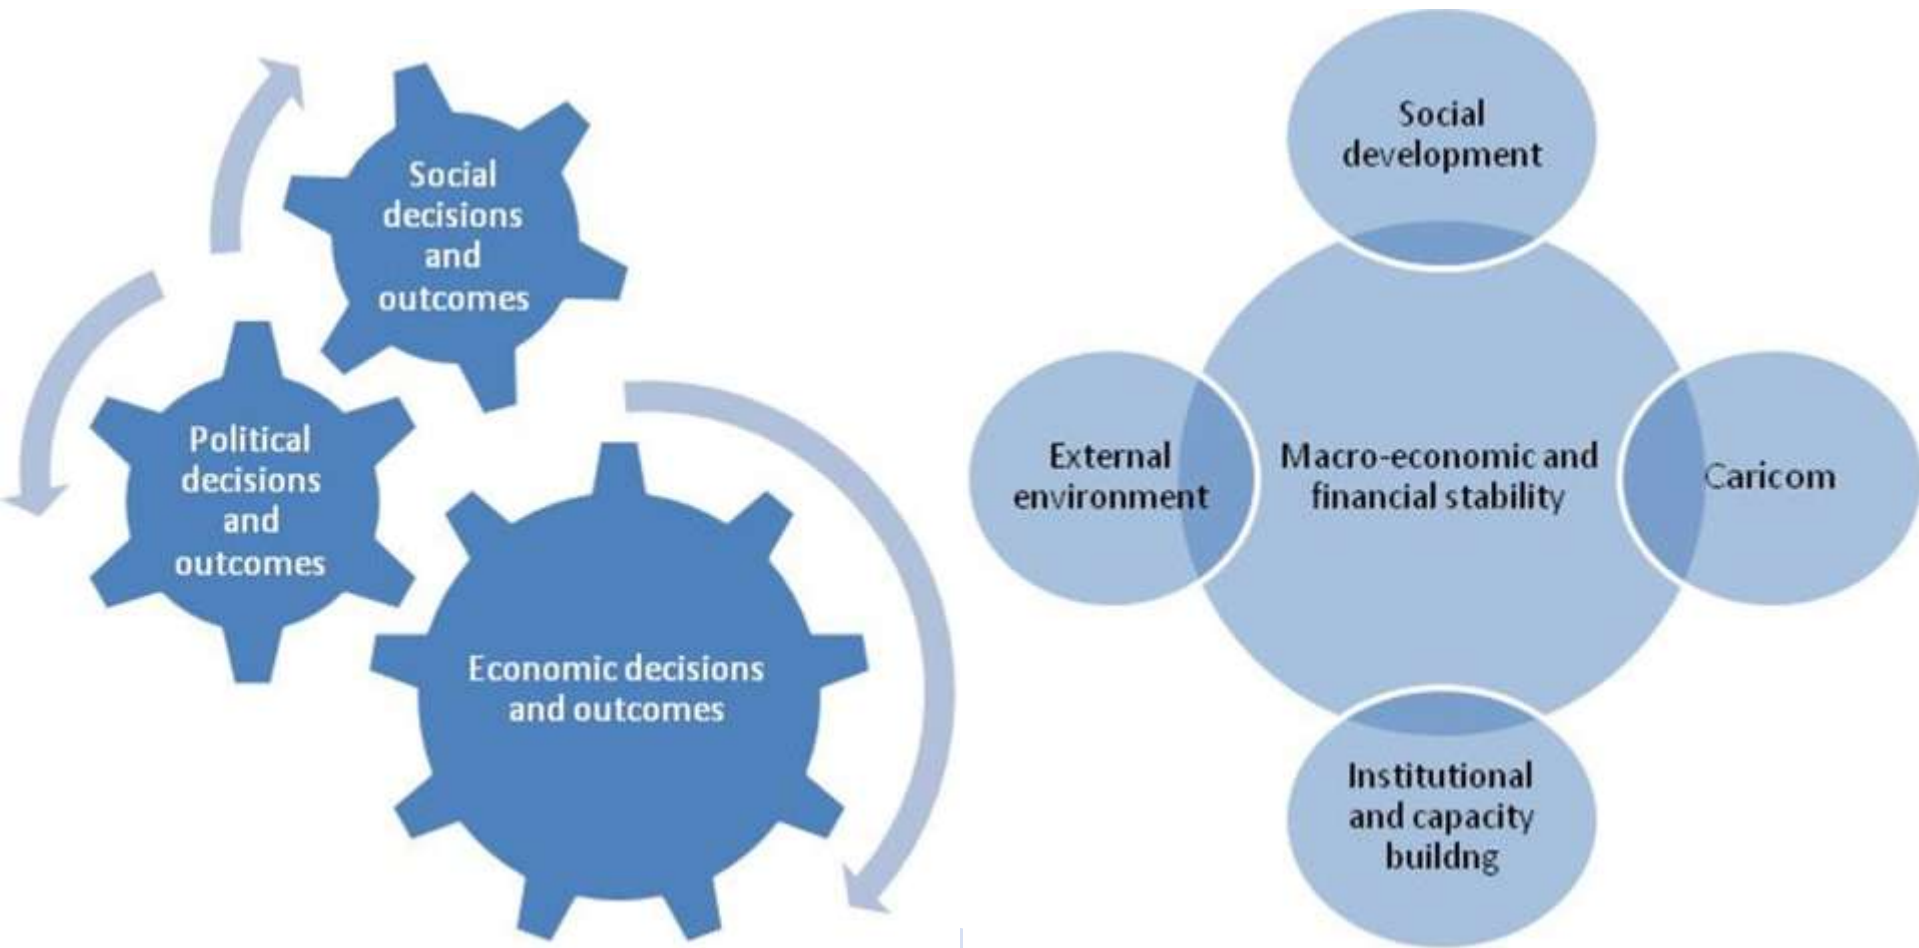 Social
decisions
and
outcomes
Political
decisions
and
outcomes
Economic decisions
and outcomes
Social
development
External
environment
Macro-economic and
financial stability
Caricom
Institutional
and capacity
buildng